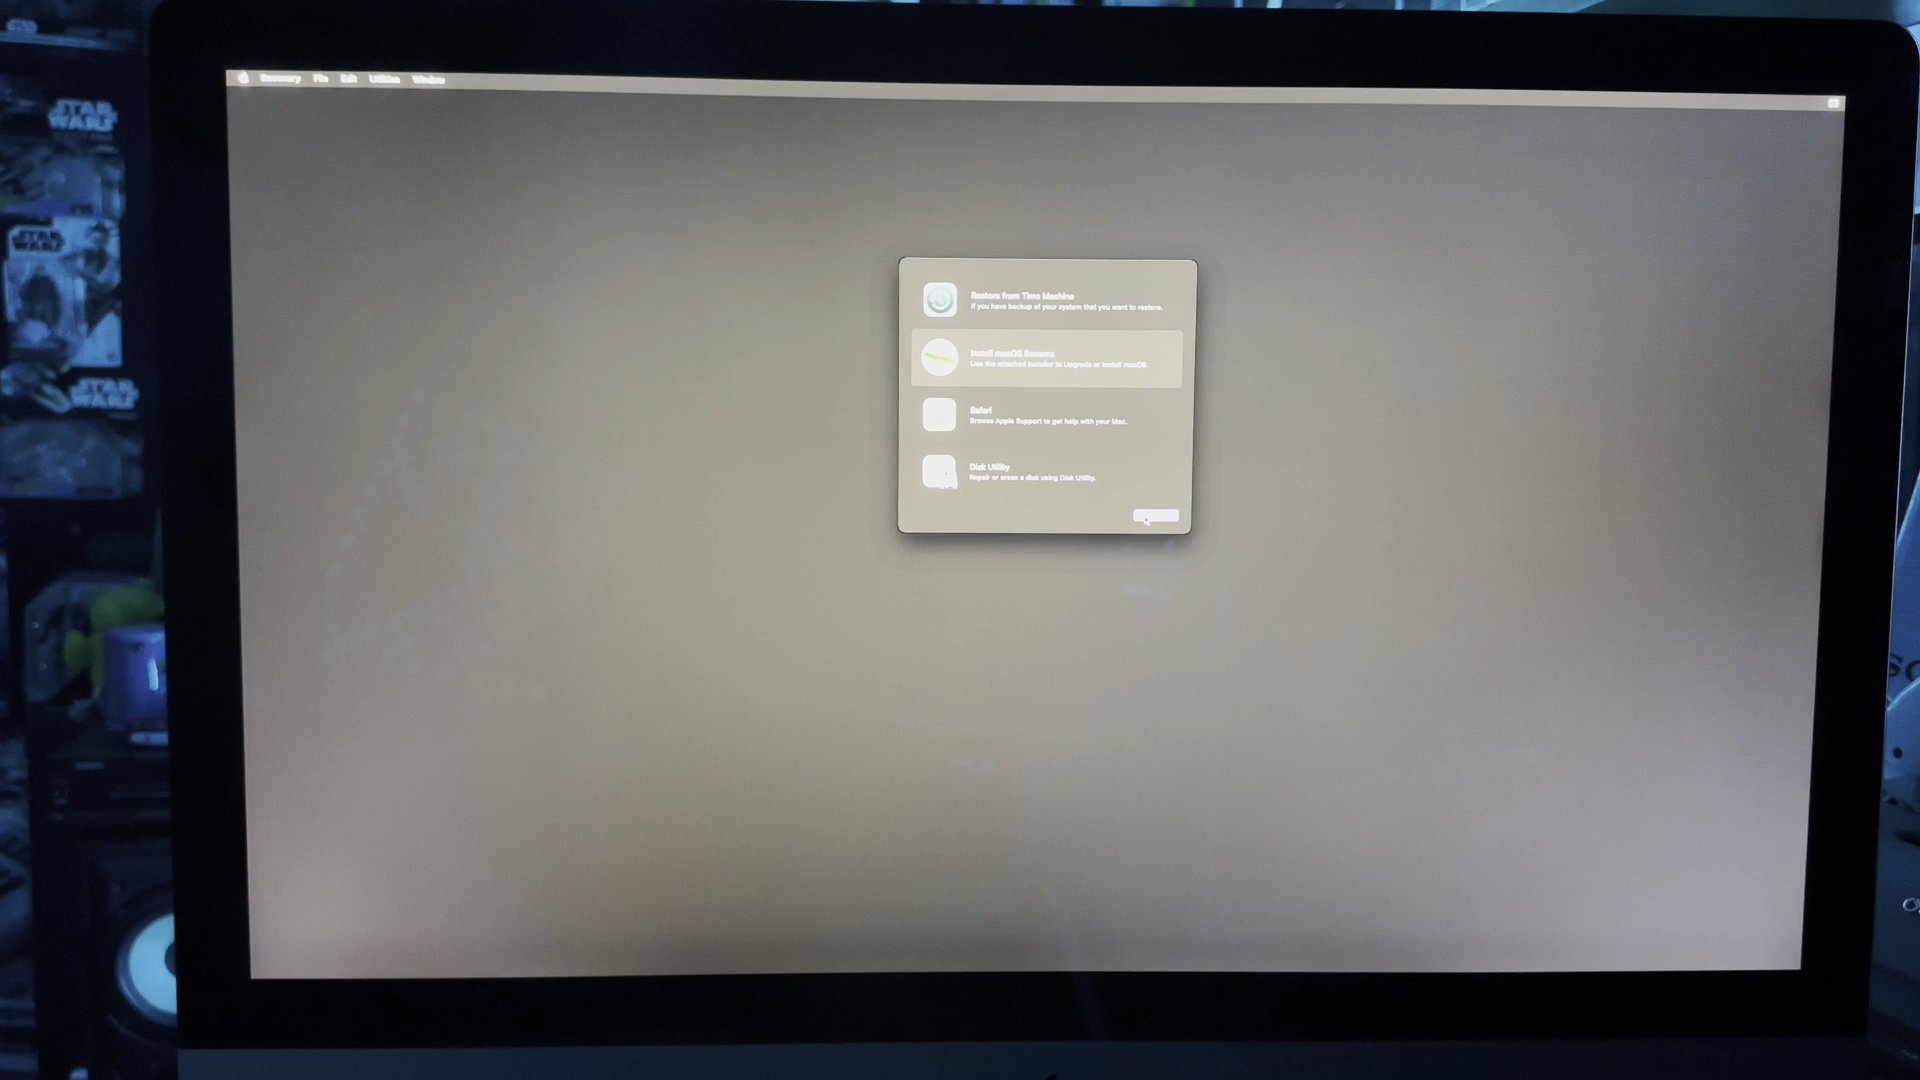 Recovery File Edit Utilities Window
STAR
WARS
Restore from Time Machine
If you have backup of your system that you want to restore.
STAR
WARS
Install macOS Sonoma
Use the attached installer to Upgrade or Install macOS.
STAR
WARS
Safari
Browse Apple Support to get help with your Mac.
Disk Utility
Repair or erase a disk using Disk Utility.